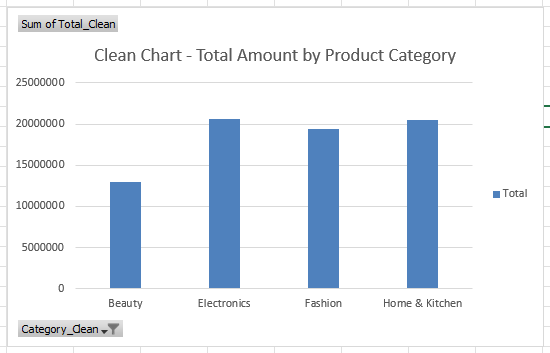 Sum of Total_Clean
Clean Chart - Total Amount by Product Category
25000000
20000000
15000000
10000000
5000000
0
Beauty Electronics Fashion Home & Kitchen
Total
Category_Clean